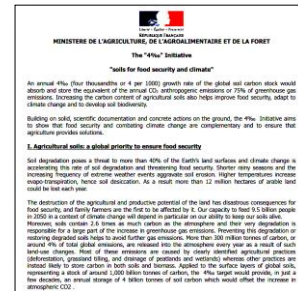 RÉPUBLIQUE FRANÇAISE
MINISTERE DE L'AGRICULTURE, DE L'AGROALIMENTAIRE ET DE LA FORET
The "4‰" Initiative
"soils for food security and climate"
An annual 4‰ (four thousandths or 4 per 1000) growth rate of the global soil carbon stock would
absorb and store the equivalent of the annual CO₂ anthropogenic emissions or 75% of greenhouse gas
emissions. Increasing the carbon content of agricultural soils also helps improve food security, adapt to
climate change and to develop soil biodiversity.
Building on solid, scientific documentation and concrete actions on the ground, the 4‰ Initiative aims
to show that food security and combating climate change are complementary and to ensure that
agriculture provides solutions.
I. Agricultural soils: a global priority to ensure food security
Soil degradation poses a threat to more than 40% of the Earth's land surfaces and climate change is
accelerating this rate of soil degradation and threatening food security. Shorter rainy seasons and the
increasing frequency of extreme weather events aggravate soil erosion. Higher temperatures increase
evapo-transpiration, hence soil desiccation. As a result more than 12 million hectares of arable land
could be lost each year.
The destruction of the agricultural and productive potential of the land has disastrous consequences for
food security, and family farmers are the first to be affected by it. Our capacity to feed 9.5 billion people
in 2050 in a context of climate change will depend in particular on our ability to keep our soils alive.
Moreover, soils contain 2.6 times as much carbon as the atmosphere and their very degradation is
responsible for a large part of the increase in greenhouse gas emissions. Preventing this degradation or
restoring degraded soils helps to avoid further gas emissions. More than 300 million tonnes of carbon, or
around 4% of total global emissions, are released into the atmosphere every year as a result of such
land-use changes. Most of these emissions are caused by clearly identified agricultural practices
(deforestation, grassland tilling, and drainage of peatlands and wetlands) whereas other practices are
instead likely to store carbon in both soils and biomass. Applied to the surface layer of global soils,
representing a stock of around 1,000 billion tonnes of carbon, the 4‰ target would provide, in just a
few decades, an annual storage of 4 billion tonnes of soil carbon which would offset the increase in
atmospheric CO2 .